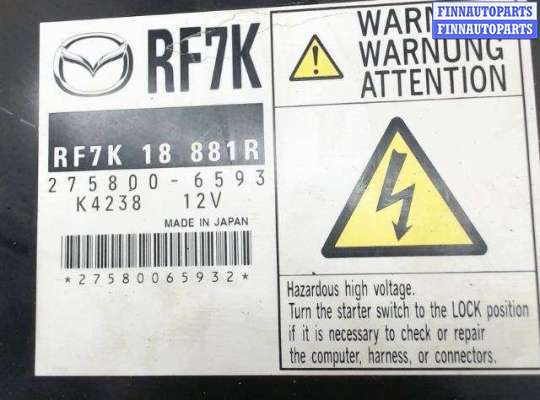 FINNAUTOPARTS
FINNAUTOPARTS
RF7K
RF7K 18 881R
275800-6593
K4238 12V
MADE IN JAPAN
*27580065932*
WARNUNG
ATTENTION
Hazardous high voltage.
Turn the starter switch to the LOCK position
if it is necessary to check or repair
the computer, harness, or connectors.